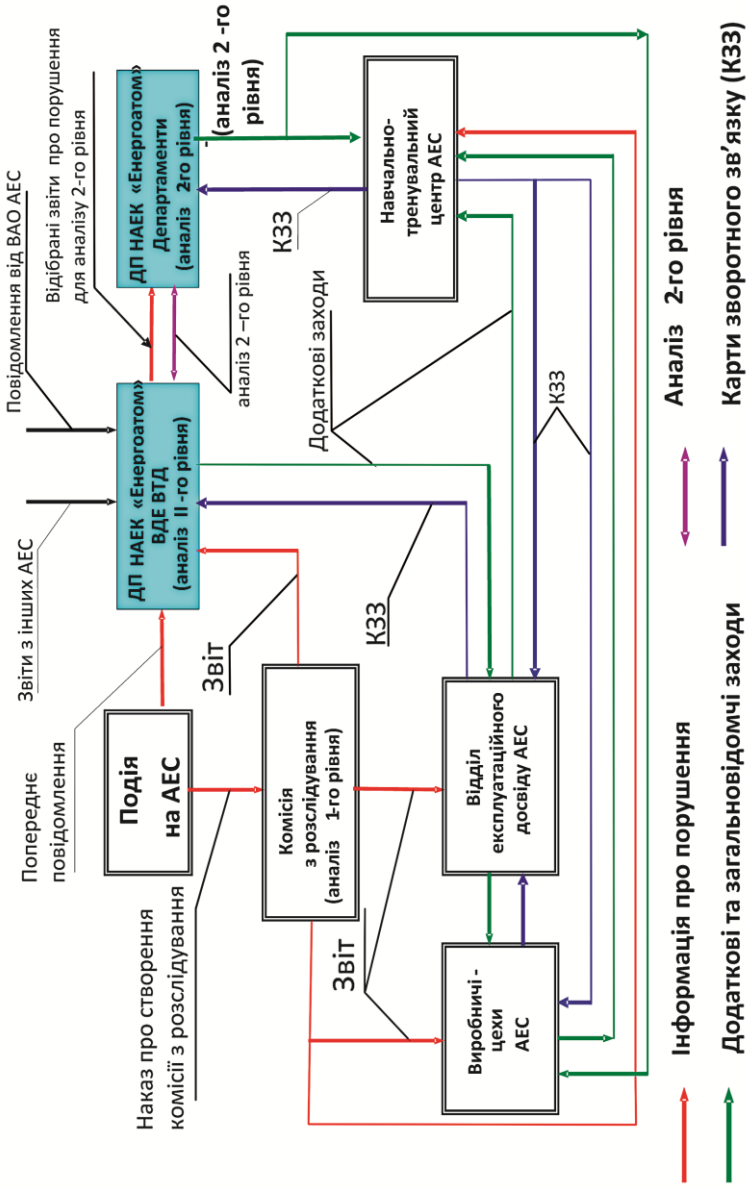 Повідомлення від ВАО АЕС
Звіти з інших АЕС
Попереднє
повідомлення
Подія
на АЕС
ДП НАЕК «Енергоатом»
ВДЕ ВТД
(аналіз II -го рівня)
Відібрані звіти про порушення
для аналізу 2-го рівня
аналіз 2 –го рівня
ДП НАЕК «Енергоатом»
Департаменти
(аналіз 2-го рівня)
(аналіз 2 -го
рівня)
Наказ про створення
комісії з розслідування
Звіт
Комісія
з розслідування
(аналіз 1-го рівня)
КЗЗ
Додаткові заходи
КЗЗ
Навчально-
тренувальний
центр АЕС
Звіт
Виробничі -
цехи
АЕС
Відділ
експлуатаційного
досвіду АЕС
КЗЗ
Інформація про порушення
Аналіз 2-го рівня
Додаткові та загальновідомчі заходи
Карти зворотного зв’язку (КЗЗ)